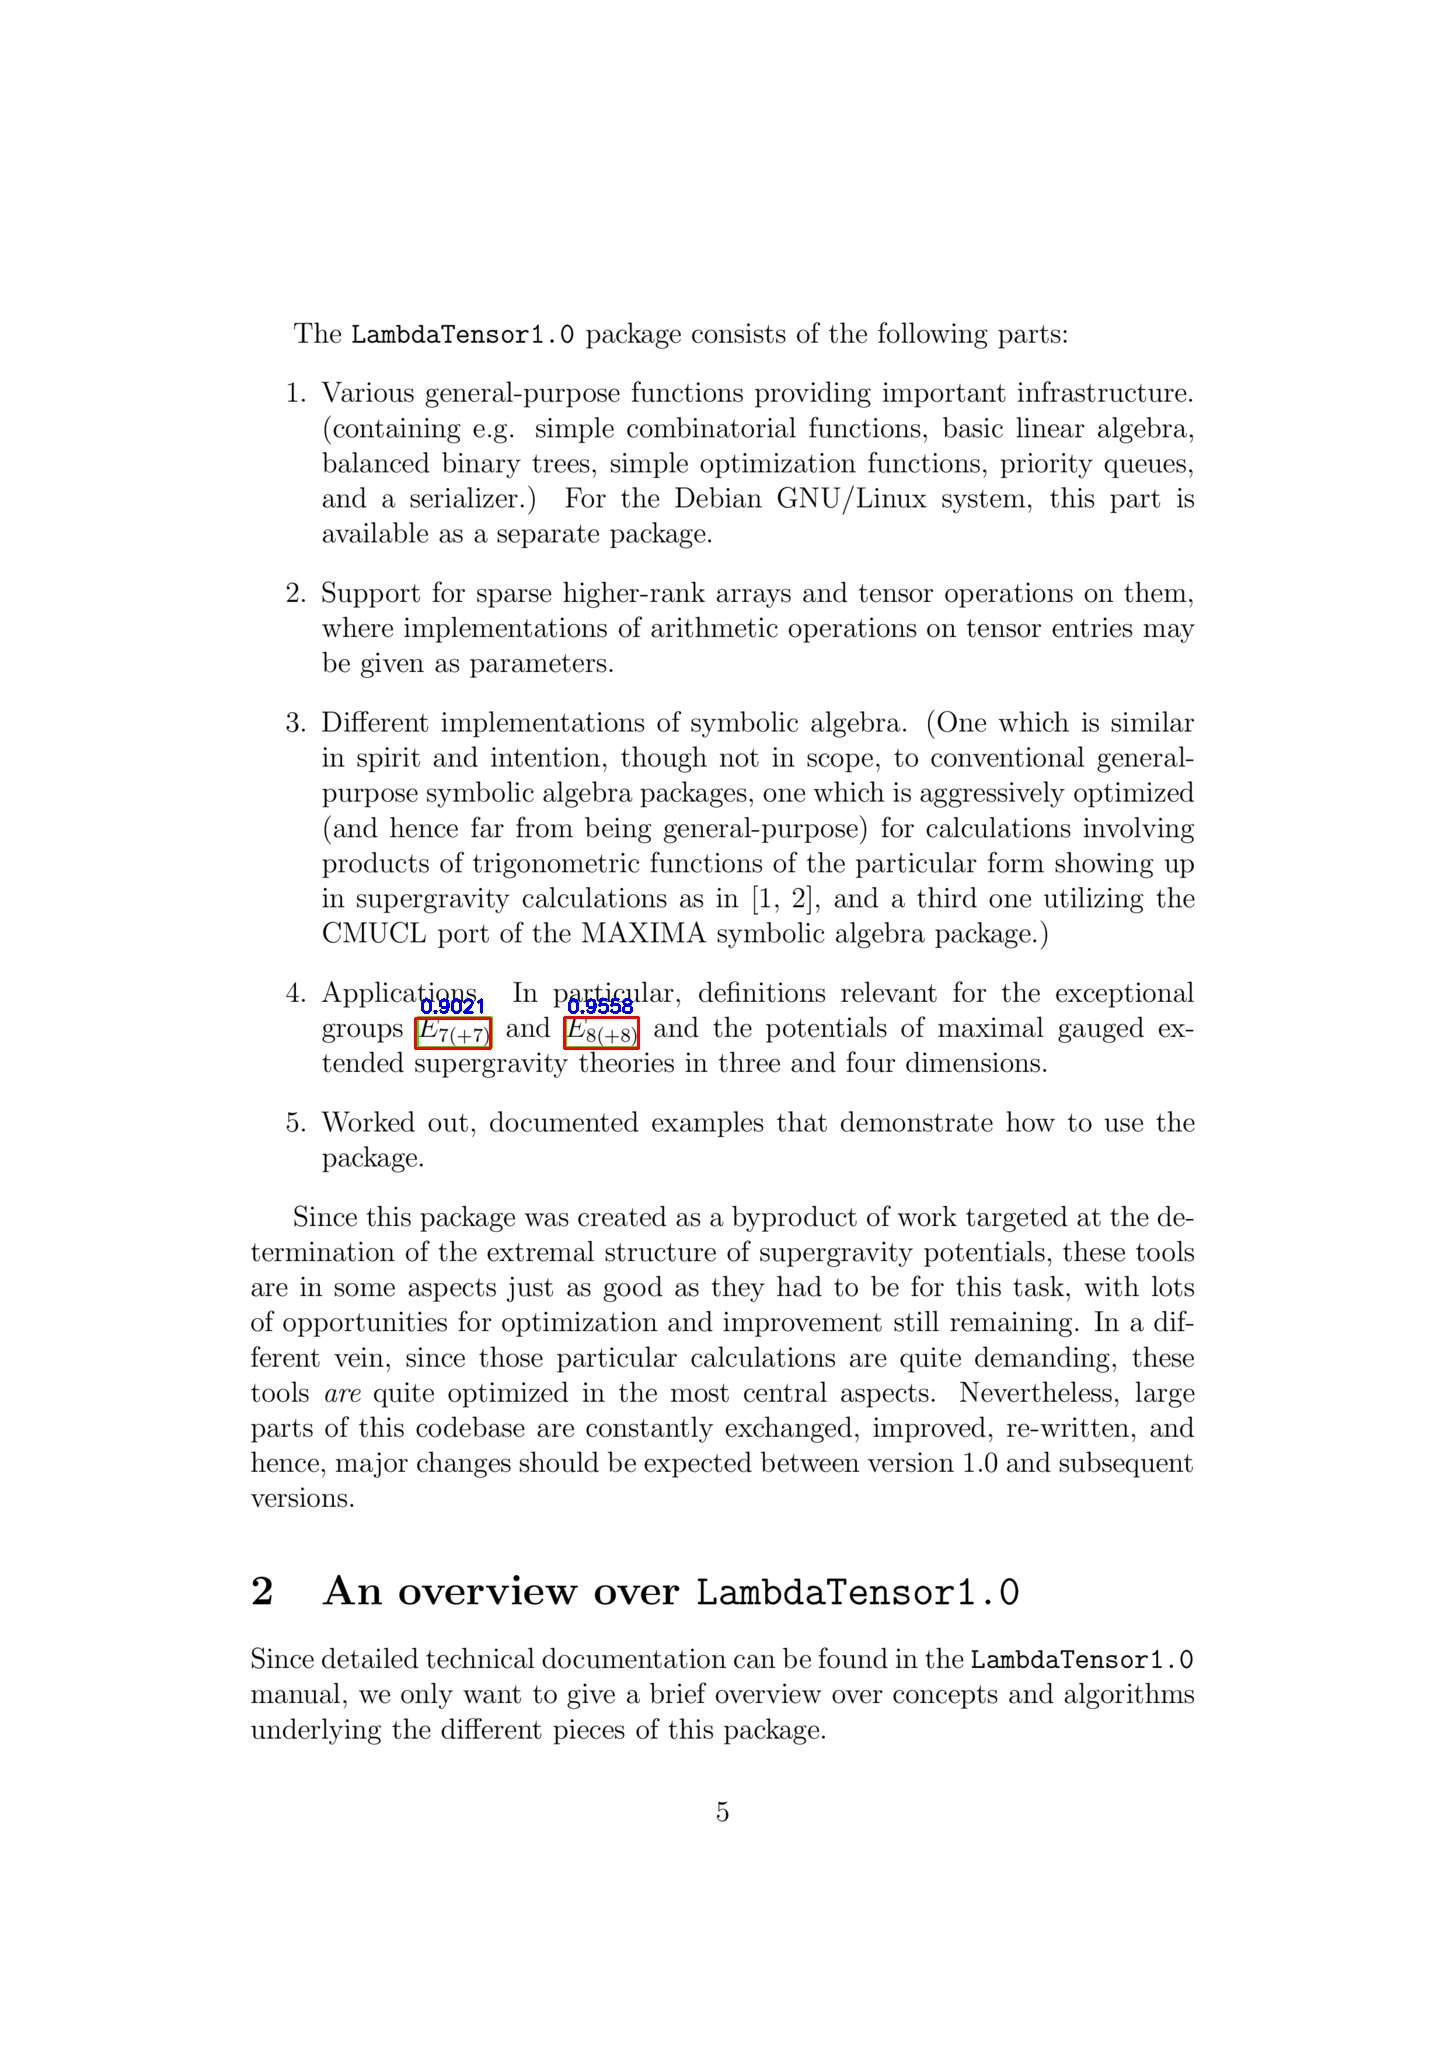 The LambdaTensor1.0 package consists of the following parts:
1. Various general-purpose functions providing important infrastructure.
(containing e.g. simple combinatorial functions, basic linear algebra,
balanced binary trees, simple optimization functions, priority queues,
and a serializer.) For the Debian GNU/Linux system, this part is
available as a separate package.
2. Support for sparse higher-rank arrays and tensor operations on them,
where implementations of arithmetic operations on tensor entries may
be given as parameters.
3. Different implementations of symbolic algebra. (One which is similar
in spirit and intention, though not in scope, to conventional general-
purpose symbolic algebra packages, one which is aggressively optimized
(and hence far from being general-purpose) for calculations involving
products of trigonometric functions of the particular form showing up
in supergravity calculations as in [1, 2], and a third one utilizing the
CMUCL port of the MAXIMA symbolic algebra package.)
4. Applications. In particular, definitions relevant for the exceptional
0.9021 0.9558
groups E7(+7) and E8(+8) and the potentials of maximal gauged ex-
tended supergravity theories in three and four dimensions.
5. Worked out, documented examples that demonstrate how to use the
package.
Since this package was created as a byproduct of work targeted at the de-
termination of the extremal structure of supergravity potentials, these tools
are in some aspects just as good as they had to be for this task, with lots
of opportunities for optimization and improvement still remaining. In a dif-
ferent vein, since those particular calculations are quite demanding, these
tools are quite optimized in the most central aspects. Nevertheless, large
parts of this codebase are constantly exchanged, improved, re-written, and
hence, major changes should be expected between version 1.0 and subsequent
versions.
2 An overview over LambdaTensor1.0
Since detailed technical documentation can be found in the LambdaTensor1.0
manual, we only want to give a brief overview over concepts and algorithms
underlying the different pieces of this package.
5